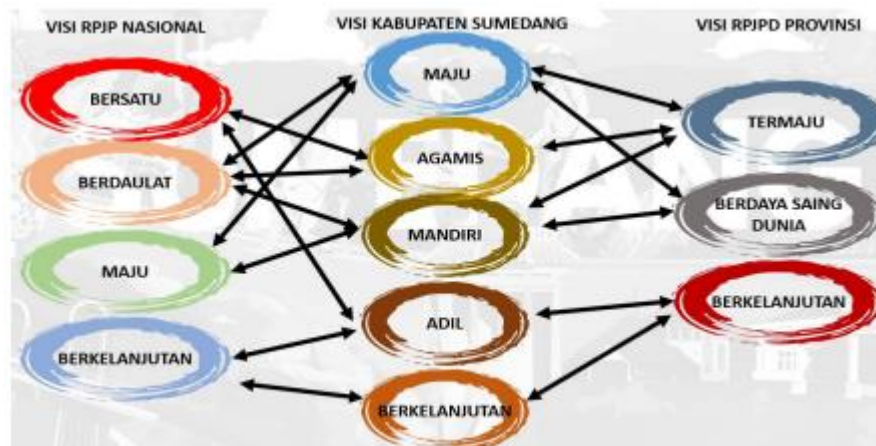 VISI RPJP NASIONAL
BERSATU
BERDAULAT
MAJU
BERKELANJUTAN
VISI KABUPATEN SUMEDANG
MAJU
AGAMIS
MANDIRI
ADIL
BERKELANJUTAN
VISI RPJPD PROVINSI
TERMAJU
BERDAYA SAING
DUNIA
BERKELANJUTAN